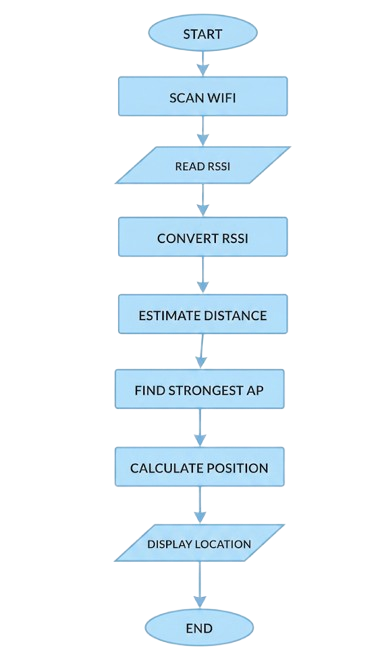 START
SCAN WIFI
READ RSSI
CONVERT RSSI
ESTIMATE DISTANCE
FIND STRONGEST AP
CALCULATE POSITION
DISPLAY LOCATION
END